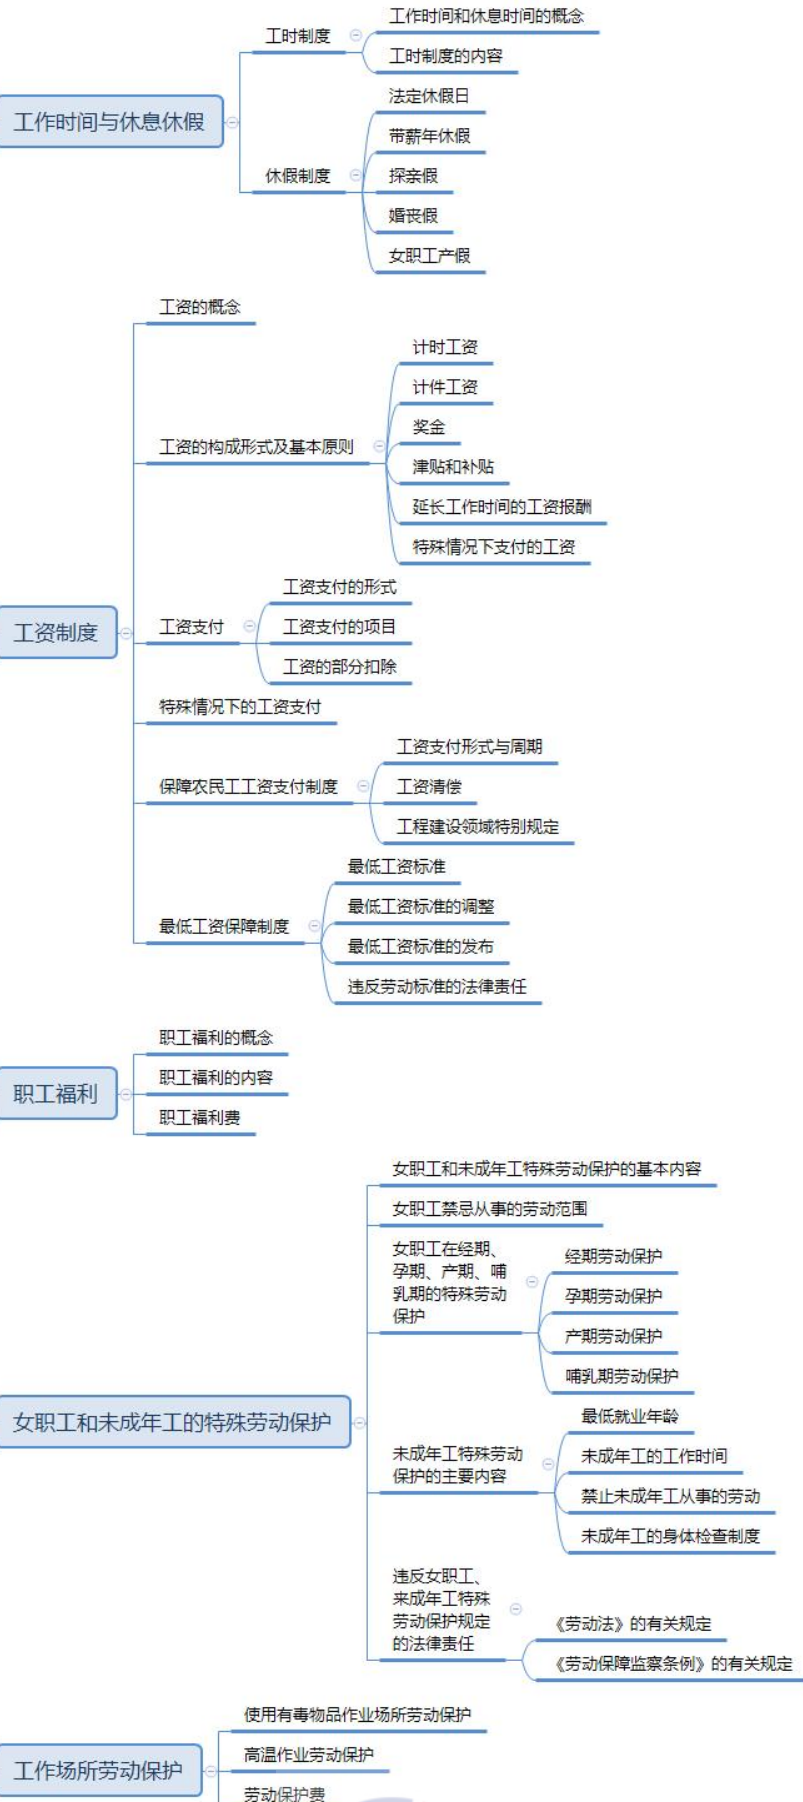 工作时间与休息休假
工时制度
工作时间和休息时间的概念
工时制度的内容
休假制度
法定休假日
带薪年休假
探亲假
婚丧假
女职工产假
工资制度
工资的概念
工资的构成形式及基本原则
计时工资
计件工资
奖金
津贴和补贴
延长工作时间的工资报酬
特殊情况下支付的工资
工资支付
工资支付的形式
工资支付的项目
工资的部分扣除
特殊情况下的工资支付
保障农民工工资支付制度
工资支付形式与周期
工资清偿
工程建设领域特别规定
最低工资保障制度
最低工资标准
最低工资标准的调整
最低工资标准的发布
违反劳动标准的法律责任
职工福利
职工福利的概念
职工福利的内容
职工福利费
女职工和未成年工的特殊劳动保护
女职工和未成年工特殊劳动保护的基本内容
女职工禁忌从事的劳动范围
女职工在经期、
孕期、产期、哺
乳期的特殊劳动
保护
经期劳动保护
孕期劳动保护
产期劳动保护
哺乳期劳动保护
未成年工特殊劳动
保护的主要内容
最低就业年龄
未成年工的工作时间
禁止未成年工从事的劳动
未成年工的身体检查制度
违反女职工、
来成年工特殊
劳动保护规定
的法律责任
《劳动法》的有关规定
《劳动保障监察条例》的有关规定
工作场所劳动保护
使用有毒物品作业场所劳动保护
高温作业劳动保护
劳动保护费